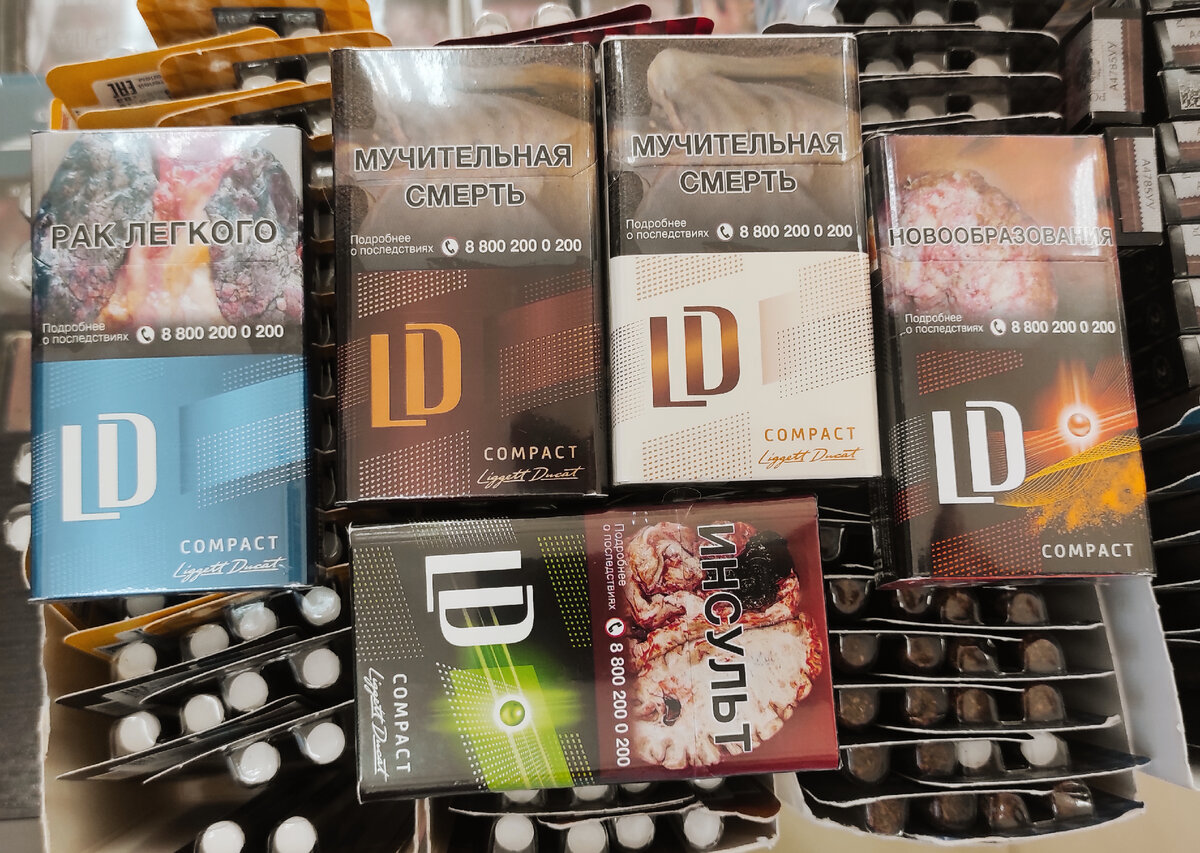 РАК ЛЕГКОГО
Подробнее
о последствиях 8 800 200 0 200
LD
COMPACT
Liggett Ducat
МУЧИТЕЛЬНАЯ
СМЕРТЬ
Подробнее
о последствиях 8 800 200 0 200
LD
COMPACT
Liggett Ducat
МУЧИТЕЛЬНАЯ
СМЕРТЬ
Подробнее
о последствиях 8 800 200 0 200
LD
COMPACT
Liggett Ducat
НОВООБРАЗОВАНИЯ
Подробнее
о последствиях 8 800 200 0 200
LD
COMPACT
ИНСУЛЬТ
Подробнее
о последствиях 8 800 200 0 200
LD
COMPACT
Liggett Ducat
EAC
A4785VY
A4785VY